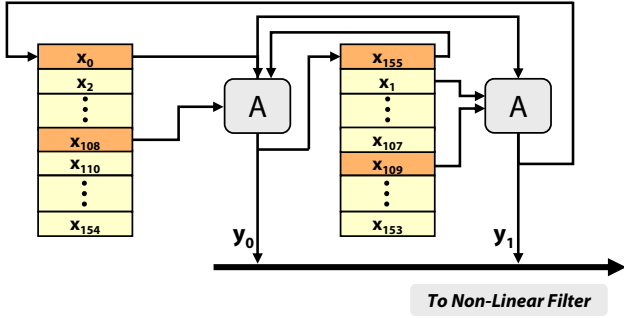 x0
x2
x108
x110
x154
A
x155
x1
x107
x109
x153
A
y0
y1
To Non-Linear Filter